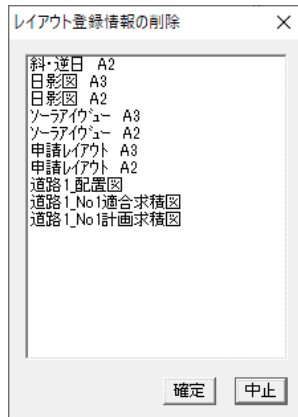 レイアウト登録情報の削除
斜・逆日 A2
日影図 A3
日影図 A2
ソーラアイヴュー A3
ソーラアイヴュー A2
申請レイアウト A3
申請レイアウト A2
道路1_配置図
道路1_No1適合求積図
道路1_No1計画求積図
確定
中止